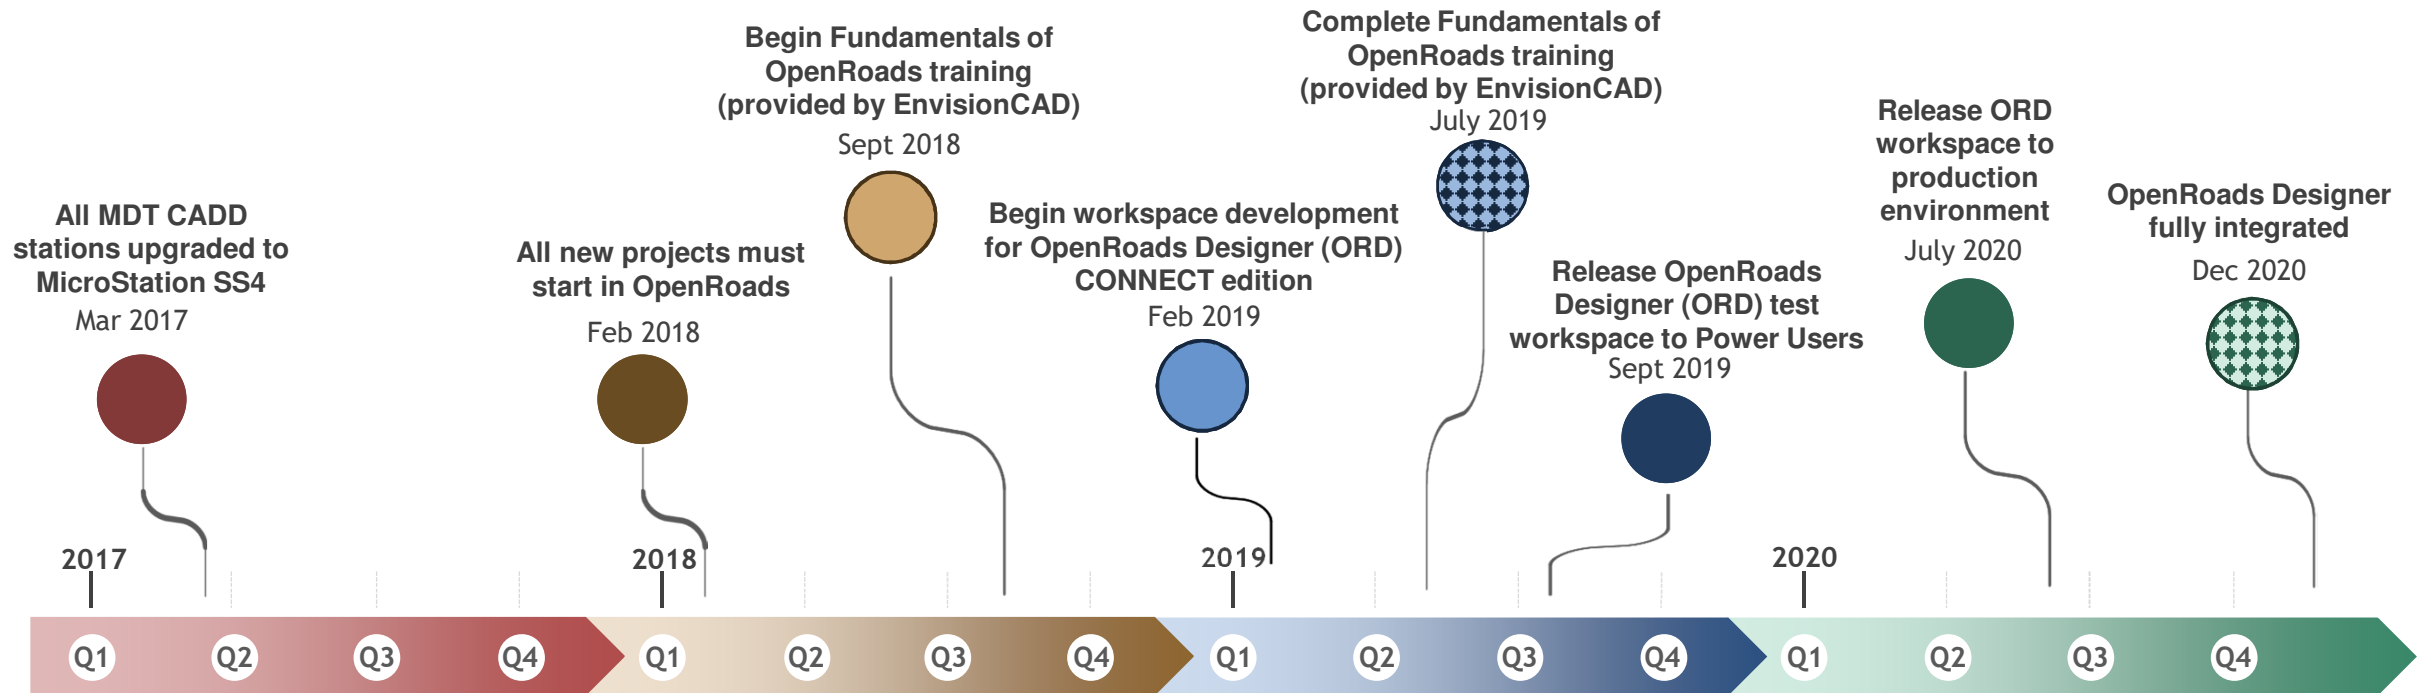 All MDT CADD
stations upgraded to
MicroStation SS4
Mar 2017
All new projects must
start in OpenRoads
Feb 2018
Begin Fundamentals of
OpenRoads training
(provided by EnvisionCAD)
Sept 2018
Begin workspace development
for OpenRoads Designer (ORD)
CONNECT edition
Feb 2019
Complete Fundamentals of
OpenRoads training
(provided by EnvisionCAD)
July 2019
Release OpenRoads
Designer (ORD) test
workspace to Power Users
Sept 2019
Release ORD
workspace to
production
environment
July 2020
OpenRoads Designer
fully integrated
Dec 2020
2017
2018
2019
2020
Q1
Q2
Q3
Q4
Q1
Q2
Q3
Q4
Q1
Q2
Q3
Q4
Q1
Q2
Q3
Q4